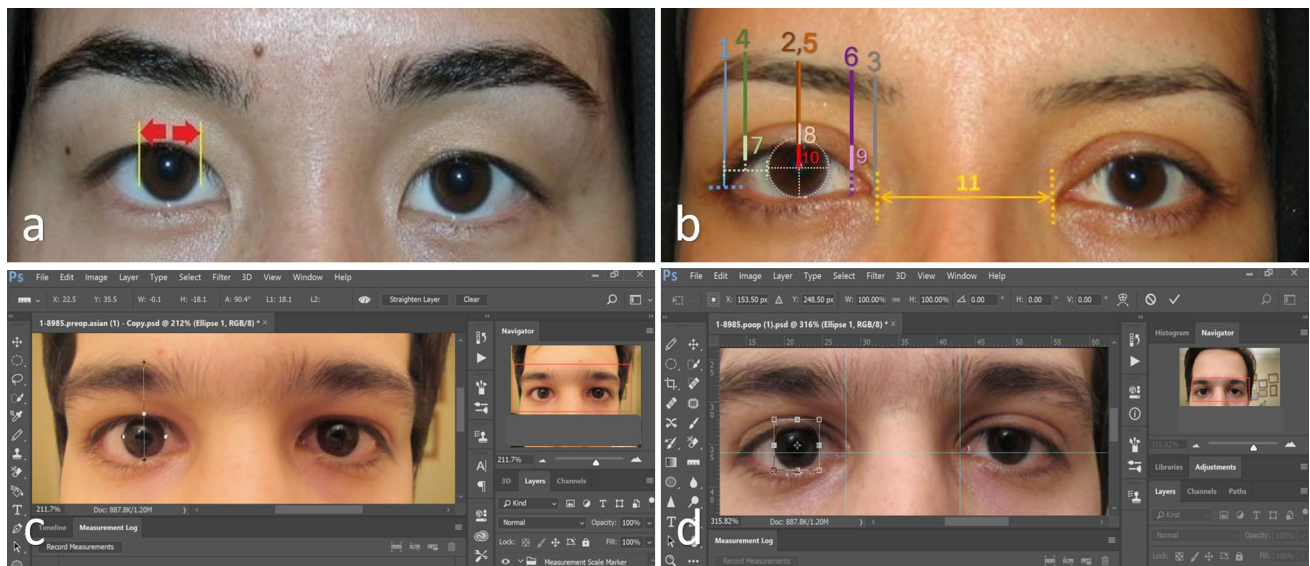 a
1
4
2,5
6
3
7
8
10
9
11
b
Ps File Edit Image Layer Type Select Filter 3D View Window Help
X: 22.5 Y: 35.5 W: -0.1 H: -18.1 A: 90.4° L1: 18.1 L2: Straighten Layer Clear
1-8985.preop.asian (1) - Copy.psd @ 212% (Ellipse 1, RGB/8) * ×
Navigator
211.7%
3D Layers Channels
Kind
Normal Opacity: 100%
Lock: Fill: 100%
Measurement Scale Marker
211.7% Doc: 887.8K/1.20M
Timeline Measurement Log
Record Measurements
c
Ps File Edit Image Layer Type Select Filter 3D View Window Help
X: 153.50 px Y: 248.50 px W: 100.00% H: 100.00% 0.00 ° H: 0.00 ° V: 0.00 °
1-8985.poop (1).psd @ 316% (Ellipse 1, RGB/8) * ×
15 20 25 30 35 40 45 50 55 60
2 5
3 0
3 5
4 0
Histogram Navigator
315.82%
Libraries Adjustments
Layers Channels Paths
Kind
Normal Opacity: 100%
Lock: Fill: 100%
315.82% Doc: 887.8K/1.20M
Measurement Log
Record Measurements
d